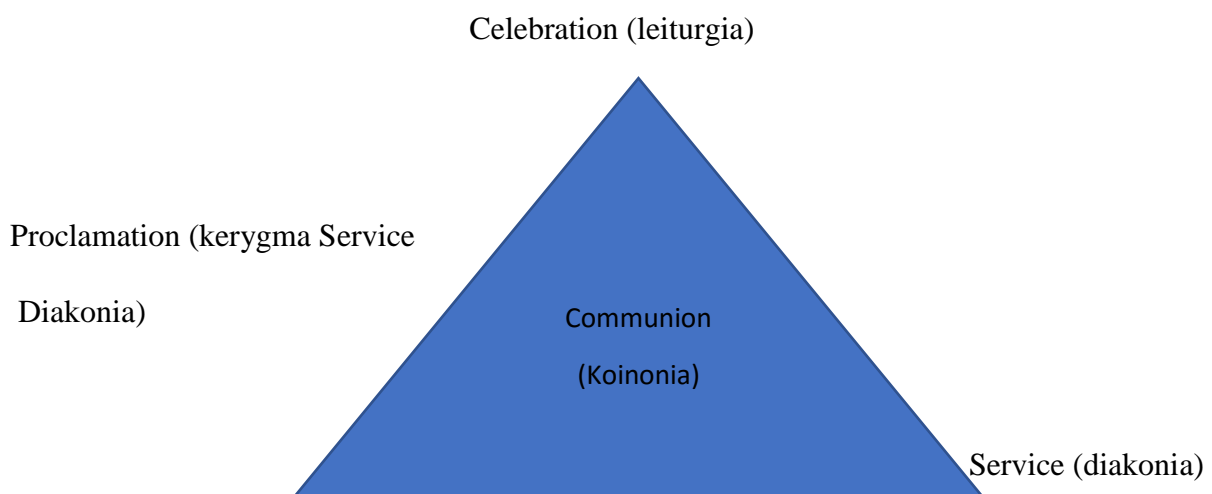 Celebration (leiturgia)
Proclamation (kerygma Service
Diakonia)
Communion
(Koinonia)
Service (diakonia)